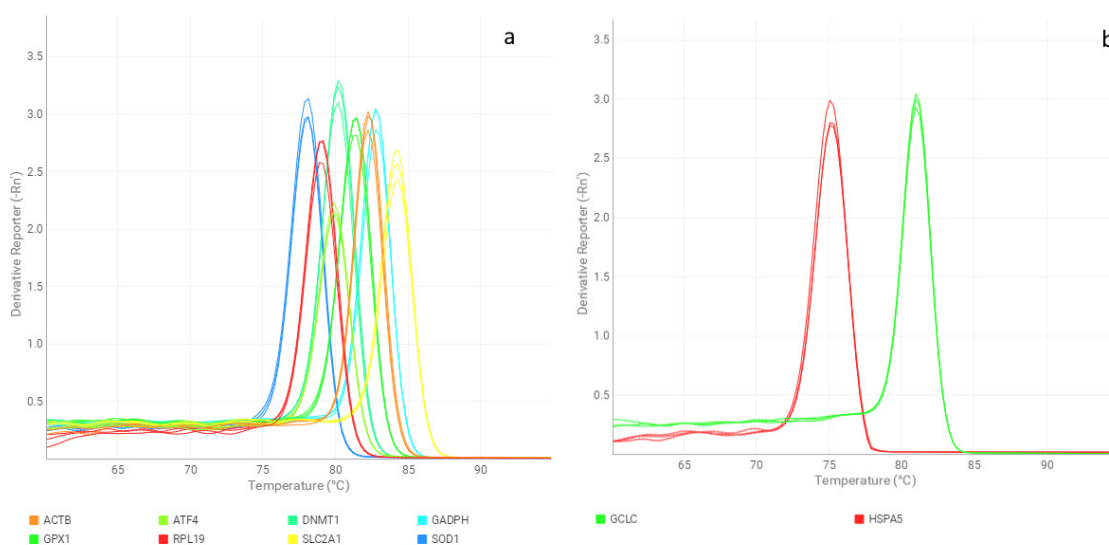 a
3.5
3.0
2.5
2.0
1.5
1.0
0.5
Derivative Reporter (-Rn')
65 70 75 80 85 90
Temperature (°C)
ACTB ATF4 DNMT1 GADPH
GPX1 RPL19 SLC2A1 SOD1
b
3.5
3.0
2.5
2.0
1.5
1.0
0.5
Derivative Reporter (-Rn')
65 70 75 80 85 90
Temperature (°C)
GCLC HSPA5